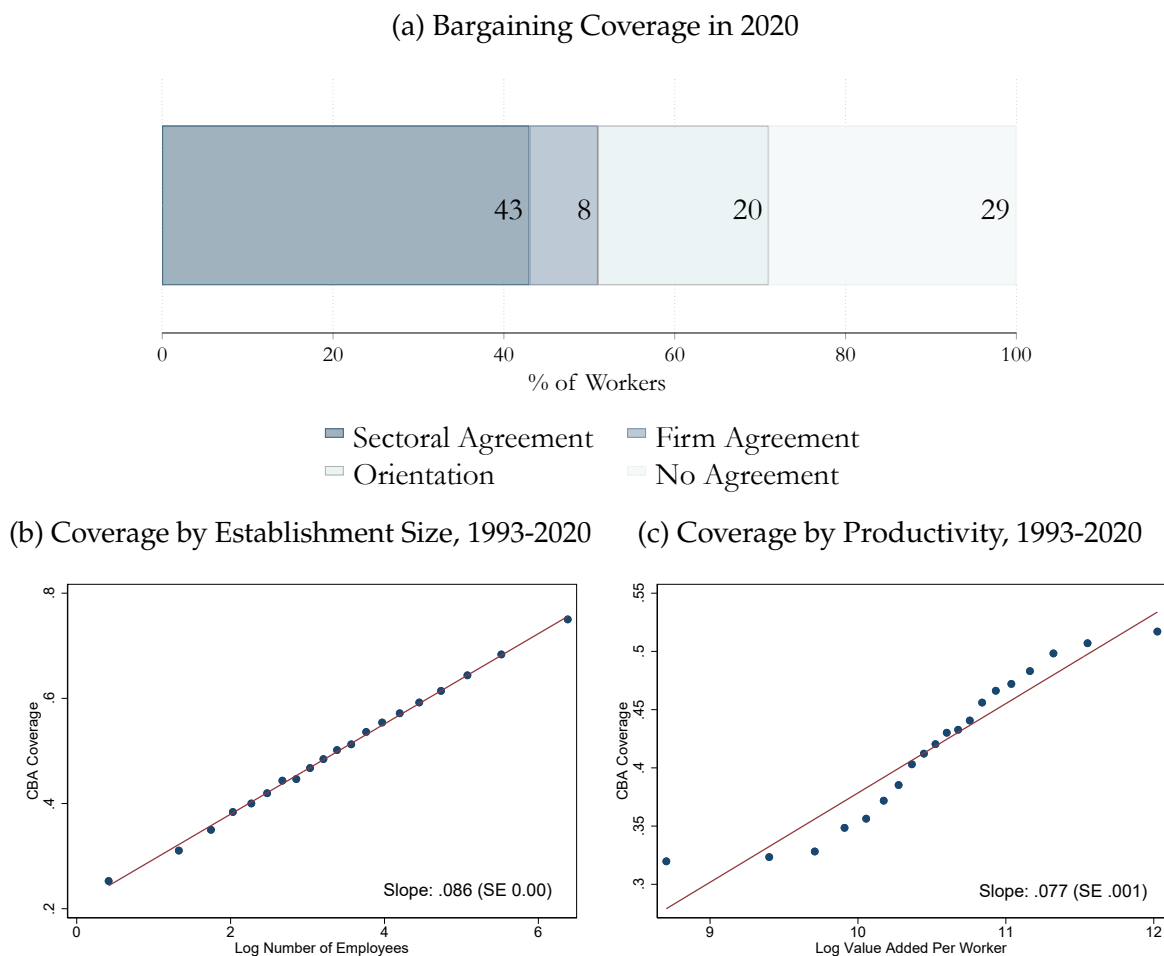 (a) Bargaining Coverage in 2020
43 8 20 29
0 20 40 60 80 100
% of Workers
Sectoral Agreement Firm Agreement
Orientation No Agreement
(b) Coverage by Establishment Size, 1993-2020
.8
.6
.4
.2
CBA Coverage
Slope: .086 (SE 0.00)
0 2 4 6
Log Number of Employees
(c) Coverage by Productivity, 1993-2020
.55
.5
.45
.4
.35
.3
CBA Coverage
Slope: .077 (SE .001)
9 10 11 12
Log Value Added Per Worker